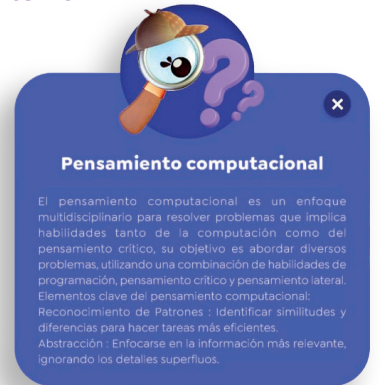 Pensamiento computacional
El pensamiento computacional es un enfoque
multidisciplinario para resolver problemas que implica
habilidades tanto de la computación como del
pensamiento crítico, su objetivo es abordar diversos
problemas, utilizando una combinación de habilidades de
programación, pensamiento crítico y pensamiento lateral.
Elementos clave del pensamiento computacional:
Reconocimiento de Patrones : Identificar similitudes y
diferencias para hacer tareas más eficientes.
Abstracción : Enfocarse en la información más relevante,
ignorando los detalles superfluos.